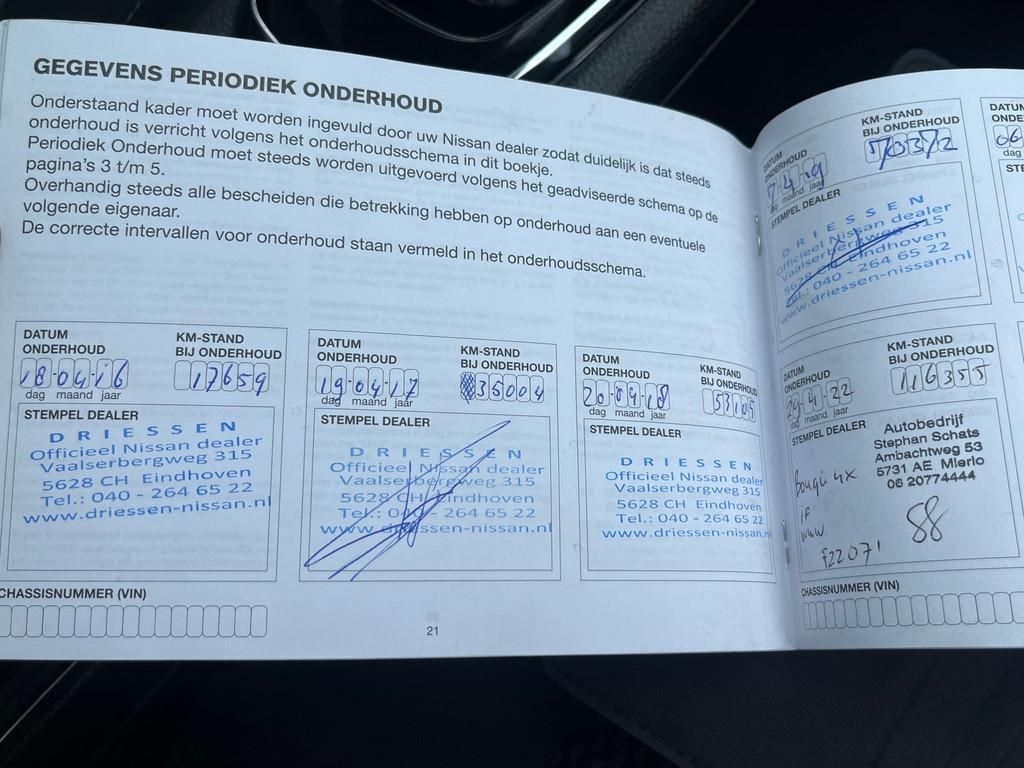 GEGEVENS PERIODIEK ONDERHOUD
Onderstaand kader moet worden ingevuld door uw Nissan dealer zodat duidelijk is dat steeds
onderhoud is verricht volgens het onderhoudsschema in dit boekje.
Periodiek Onderhoud moet steeds worden uitgevoerd volgens het geadviseerde schema op de
pagina's 3 t/m 5.
Overhandig steeds alle bescheiden die betrekking hebben op onderhoud aan een eventuele
volgende eigenaar.
De correcte intervallen voor onderhoud staan vermeld in het onderhoudsschema.
DATUM
ONDERHOUD
KM-STAND
BIJ ONDERHOUD
18-04-16
17659
dag maand jaar
STEMPEL DEALER
DRIESSEN
Officieel Nissan dealer
Vaalserbergweg 315
5628 CH Eindhoven
Tel.: 040 - 264 65 22
www.driessen-nissan.nl
CHASSISNUMMER (VIN)
DATUM
ONDERHOUD
KM-STAND
BIJ ONDERHOUD
19-04-17
35004
dag maand jaar
STEMPEL DEALER
DRIESSEN
Officieel Nissan dealer
Vaalserbergweg 315
5628 CH Eindhoven
Tel.: 040 - 264 65 22
www.driessen-nissan.nl
DATUM
ONDERHOUD
KM-STAND
BIJ ONDERHOUD
20-04-18
53105
dag maand jaar
STEMPEL DEALER
DRIESSEN
Officieel Nissan dealer
Vaalserbergweg 315
5628 CH Eindhoven
Tel.: 040 - 264 65 22
www.driessen-nissan.nl
21
DATUM
ONDERHOUD
KM-STAND
BIJ ONDERHOUD
70372
dag maand jaar
STEMPEL DEALER
DRIESSEN
Officieel Nissan dealer
Vaalserbergweg 315
5628 CH Eindhoven
Tel.: 040 - 264 65 22
www.driessen-nissan.nl
DATUM
ONDERHOUD
KM-STAND
BIJ ONDERHOUD
116355
dag maand jaar
STEMPEL DEALER
Autobedrijf
Stephan Schats
Ambachtweg 53
5731 AE Mierlo
06 20774444
Bougi 4x
88
CHASSISNUMMER (VIN)
06
dag